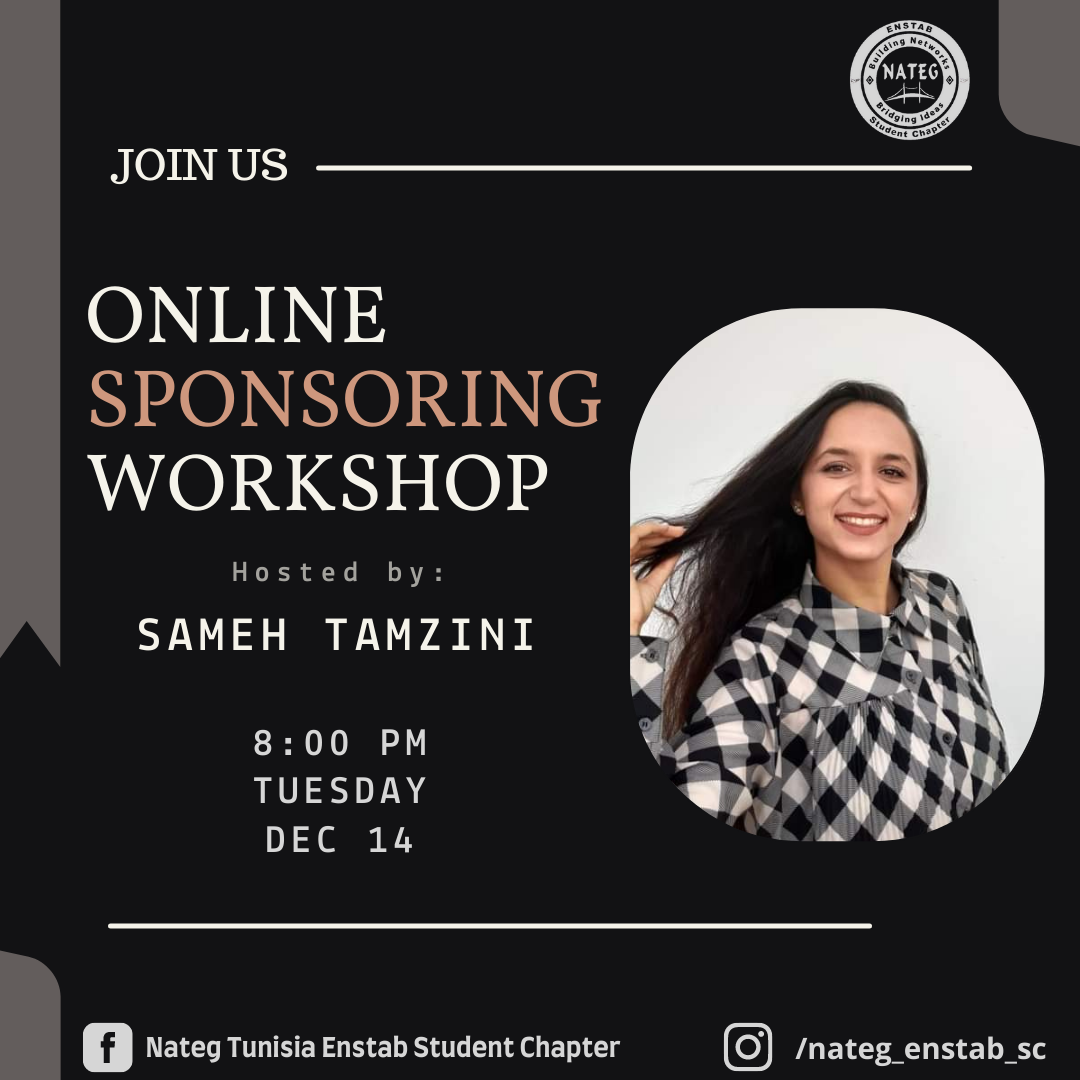 ENSTAB
Building Networks
NATEG
Bridging Ideas
Student Chapter
JOIN US
ONLINE
SPONSORING
WORKSHOP
Hosted by:
SAMEH TAMZINI
8:00 PM
TUESDAY
DEC 14
Nateg Tunisia Enstab Student Chapter
/nateg_enstab_sc